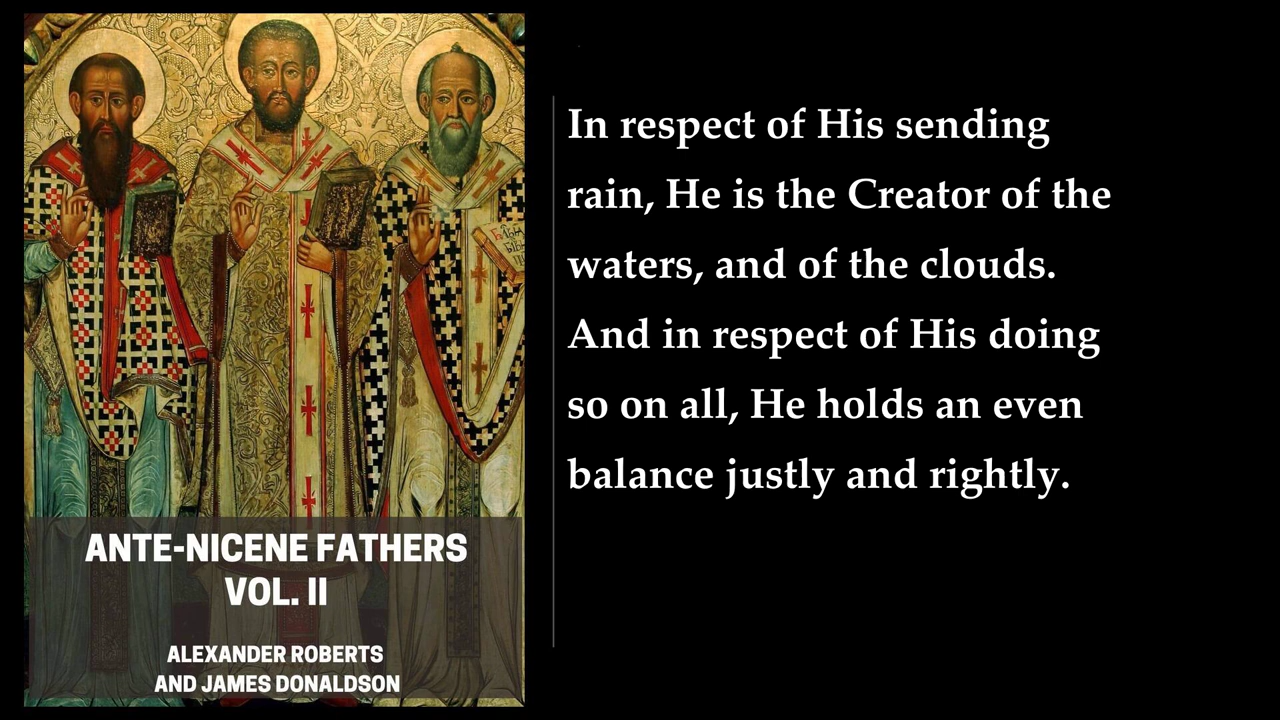 In respect of His sending
rain, He is the Creator of the
waters, and of the clouds.
And in respect of His doing
so on all, He holds an even
balance justly and rightly.
ANTE-NICENE FATHERS
VOL. II
ALEXANDER ROBERTS
AND JAMES DONALDSON